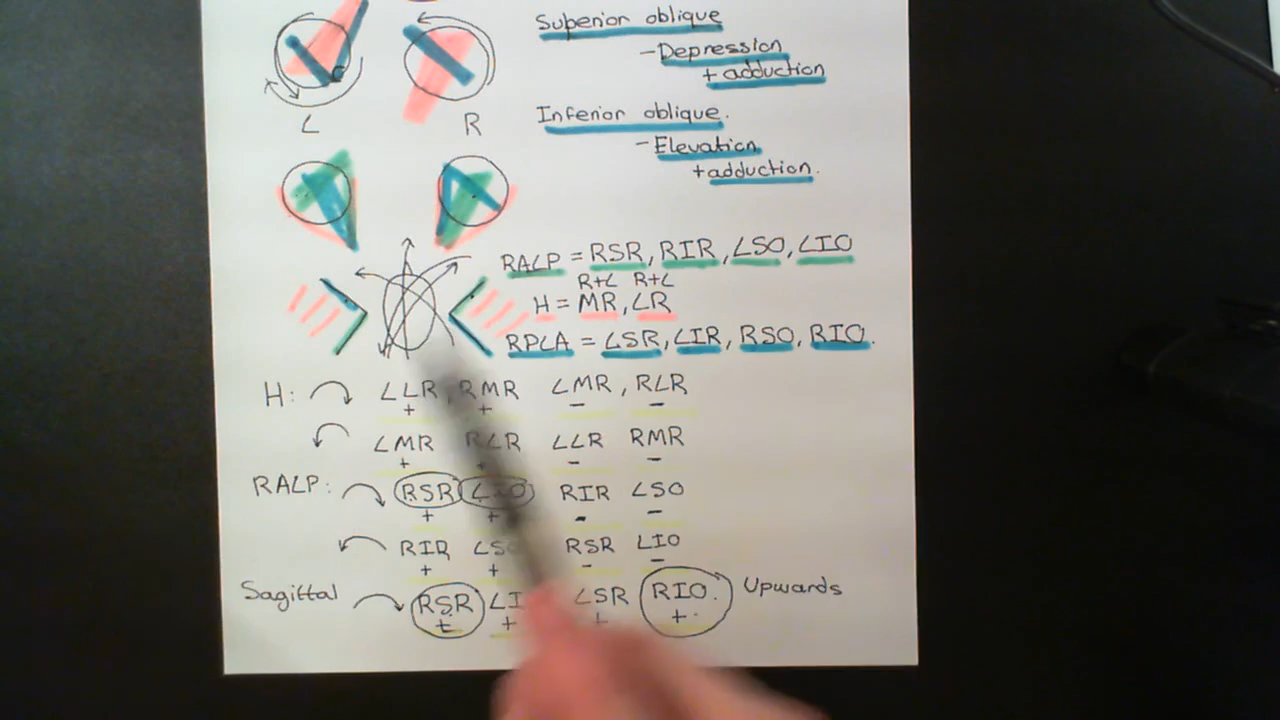 Superior oblique
- Depression
+ adduction
L R
Inferior oblique.
- Elevation
+ adduction.
RALP = RSR, RIR, LSO, LIO
R+L R+L
H = MR, LR
RPLA = LSR, LIR, RSO, RIO.
H: LLR, RMR LMR, RLR
+ + - -
LMR RLR LLR RMR
+ + - -
RALP: RSR RIR LSO
+ + - -
RIR RSR LIO
+ + - -
Sagittal RSR LSR RIO. Upwards
+ + + +